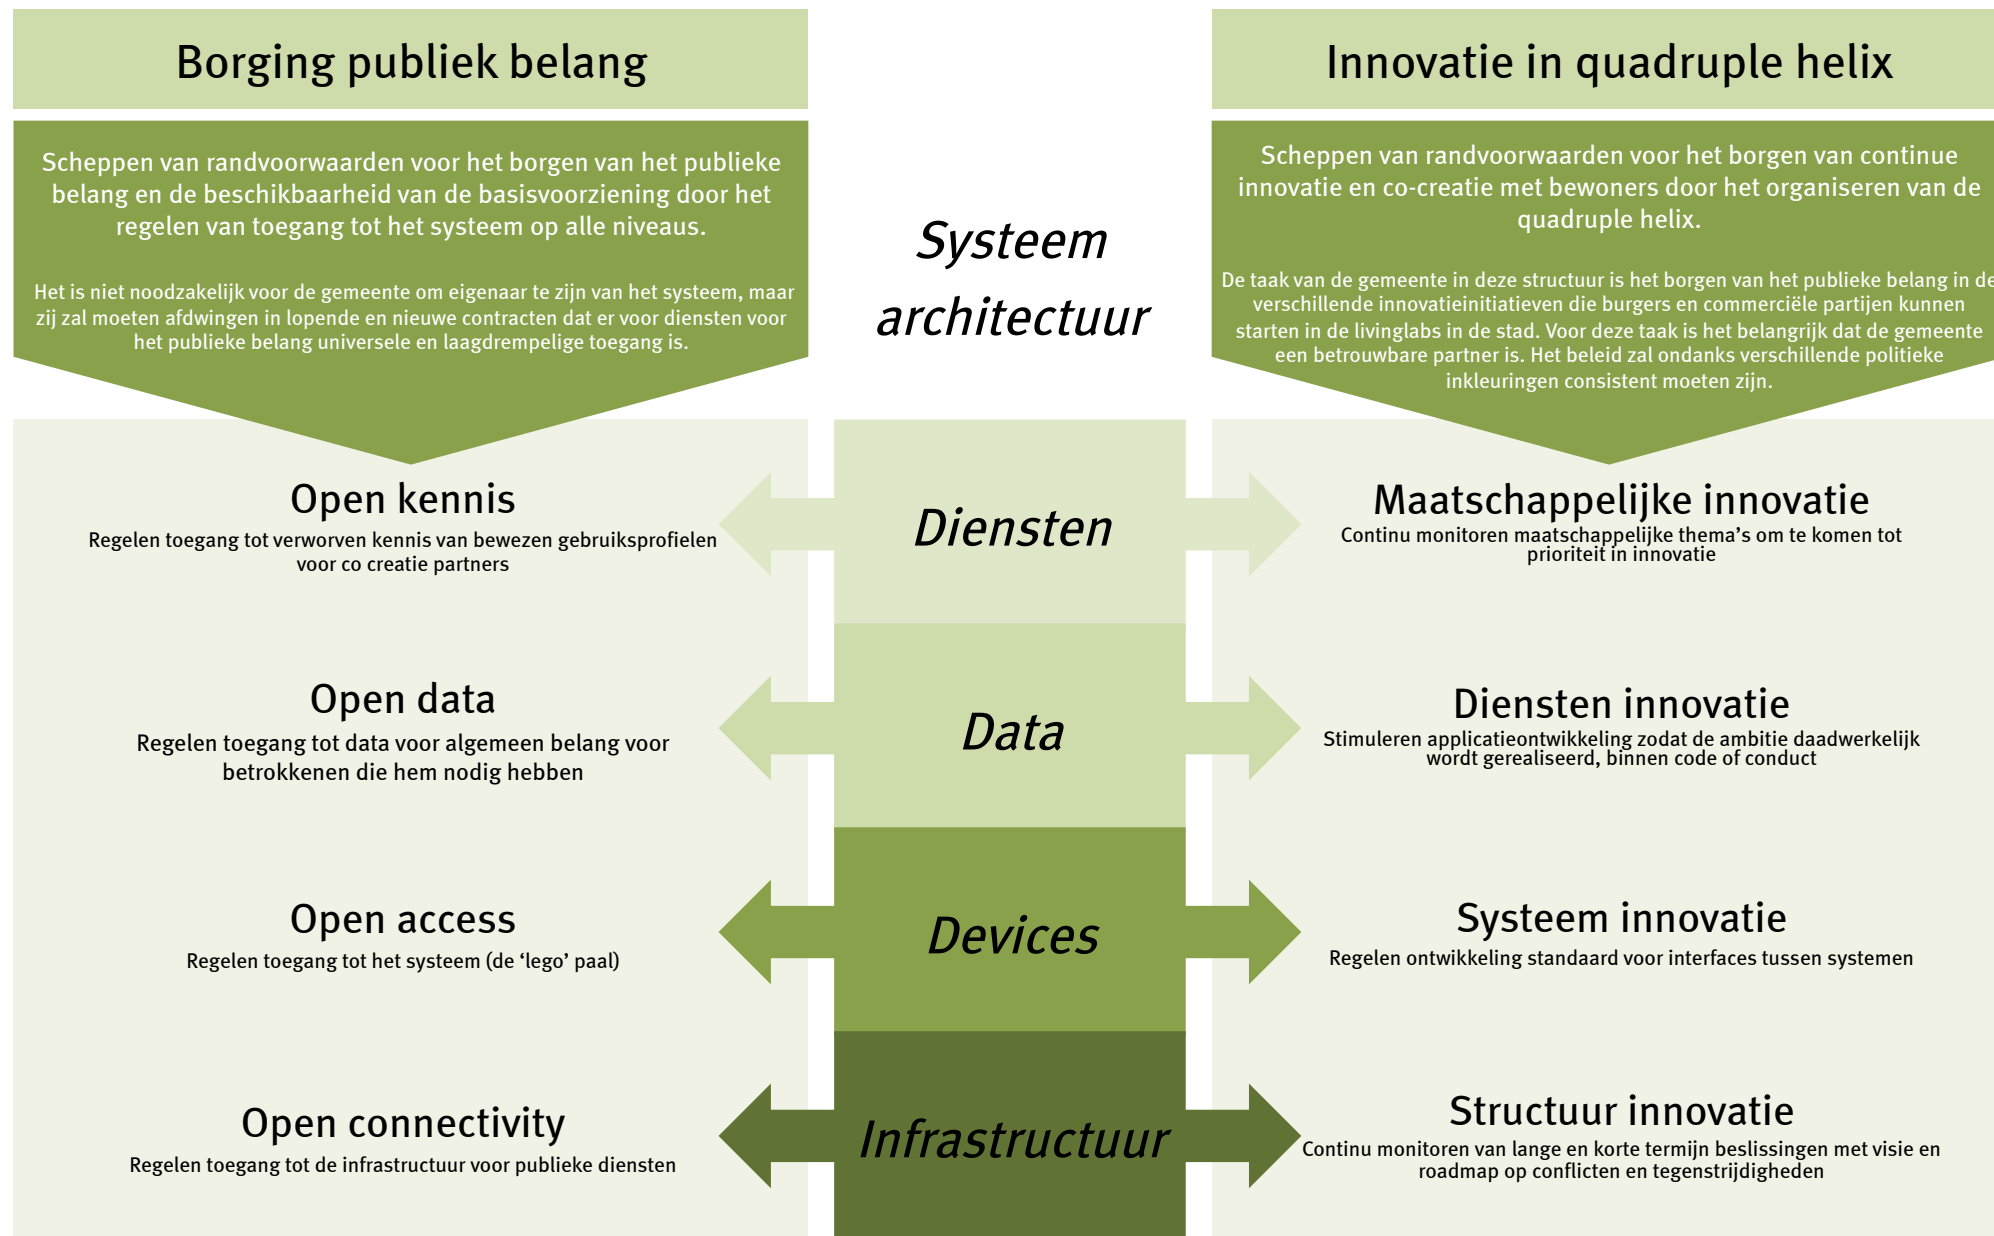 Borging publiek belang
Scheppen van randvoorwaarden voor het borgen van het publieke
belang en de beschikbaarheid van de basisvoorziening door het
regelen van toegang tot het systeem op alle niveaus.
Het is niet noodzakelijk voor de gemeente om eigenaar te zijn van het systeem, maar
zij zal moeten afdwingen in lopende en nieuwe contracten dat er voor diensten voor
het publieke belang universele en laagdrempelige toegang is.
Open kennis
Regelen toegang tot verworven kennis van bewezen gebruiksprofielen
voor co creatie partners
Open data
Regelen toegang tot data voor algemeen belang voor
betrokkenen die hem nodig hebben
Open access
Regelen toegang tot het systeem (de ‘lego’ paal)
Open connectivity
Regelen toegang tot de infrastructuur voor publieke diensten
Systeem
architectuur
Diensten
Data
Devices
Infrastructuur
Innovatie in quadruple helix
Scheppen van randvoorwaarden voor het borgen van continue
innovatie en co-creatie met bewoners door het organiseren van de
quadruple helix.
De taak van de gemeente in deze structuur is het borgen van het publieke belang in de
verschillende innovatieinitiatieven die burgers en commerciële partijen kunnen
starten in de livinglabs in de stad. Voor deze taak is het belangrijk dat de gemeente
een betrouwbare partner is. Het beleid zal ondanks verschillende politieke
inkleuringen consistent moeten zijn.
Maatschappelijke innovatie
Continu monitoren maatschappelijke thema’s om te komen tot
prioriteit in innovatie
Diensten innovatie
Stimuleren applicatieontwikkeling zodat de ambitie daadwerkelijk
wordt gerealiseerd, binnen code of conduct
Systeem innovatie
Regelen ontwikkeling standaard voor interfaces tussen systemen
Structuur innovatie
Continu monitoren van lange en korte termijn beslissingen met visie en
roadmap op conflicten en tegenstrijdigheden